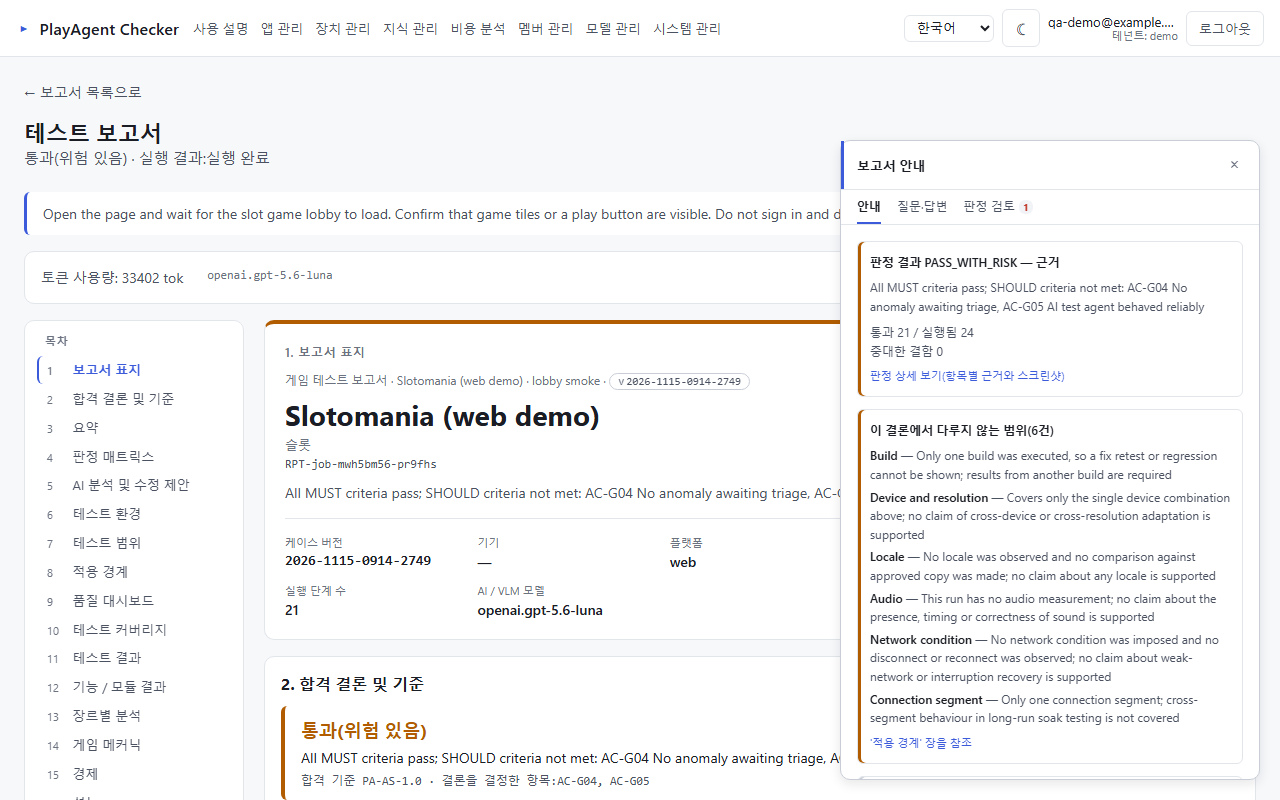 ▸ PlayAgent Checker 사용 설명 앱 관리 장치 관리 지식 관리 비용 분석 멤버 관리 모델 관리 시스템 관리 한국어 ☾ qa-demo@example.... 로그아웃
테넌트: demo
← 보고서 목록으로
테스트 보고서
통과(위험 있음) · 실행 결과:실행 완료
Open the page and wait for the slot game lobby to load. Confirm that game tiles or a play button are visible. Do not sign in and d
토큰 사용량: 33402 tok openai.gpt-5.6-luna
목차
1 보고서 표지
2 합격 결론 및 기준
3 요약
4 판정 매트릭스
5 AI 분석 및 수정 제안
6 테스트 환경
7 테스트 범위
8 적용 경계
9 품질 대시보드
10 테스트 커버리지
11 테스트 결과
12 기능 / 모듈 결과
13 장르별 분석
14 게임 메커닉
15 경제
1. 보고서 표지
게임 테스트 보고서 · Slotomania (web demo) · lobby smoke · v 2026-1115-0914-2749
Slotomania (web demo)
슬롯
RPT-job-mwh5bm56-pr9fhs
All MUST criteria pass; SHOULD criteria not met: AC-G04 No anomaly awaiting triage, AC-G
케이스 버전 기기 플랫폼
2026-1115-0914-2749 — web
실행 단계 수 AI / VLM 모델
21 openai.gpt-5.6-luna
2. 합격 결론 및 기준
통과(위험 있음)
All MUST criteria pass; SHOULD criteria not met: AC-G04 No anomaly awaiting triage, A
합격 기준 PA-AS-1.0 · 결론을 결정한 항목:AC-G04, AC-G05
보고서 안내 ×
안내 질문·답변 판정 검토 1
판정 결과 PASS_WITH_RISK — 근거
All MUST criteria pass; SHOULD criteria not met: AC-G04 No
anomaly awaiting triage, AC-G05 AI test agent behaved reliably
통과 21 / 실행됨 24
중대한 결함 0
판정 상세 보기(항목별 근거와 스크린샷)
이 결론에서 다루지 않는 범위(6건)
Build — Only one build was executed, so a fix retest or regression
cannot be shown; results from another build are required
Device and resolution — Covers only the single device combination
above; no claim of cross-device or cross-resolution adaptation is
supported
Locale — No locale was observed and no comparison against
approved copy was made; no claim about any locale is supported
Audio — This run has no audio measurement; no claim about the
presence, timing or correctness of sound is supported
Network condition — No network condition was imposed and no
disconnect or reconnect was observed; no claim about weak-
network or interruption recovery is supported
Connection segment — Only one connection segment; cross-
segment behaviour in long-run soak testing is not covered
'적용 경계' 장을 참조